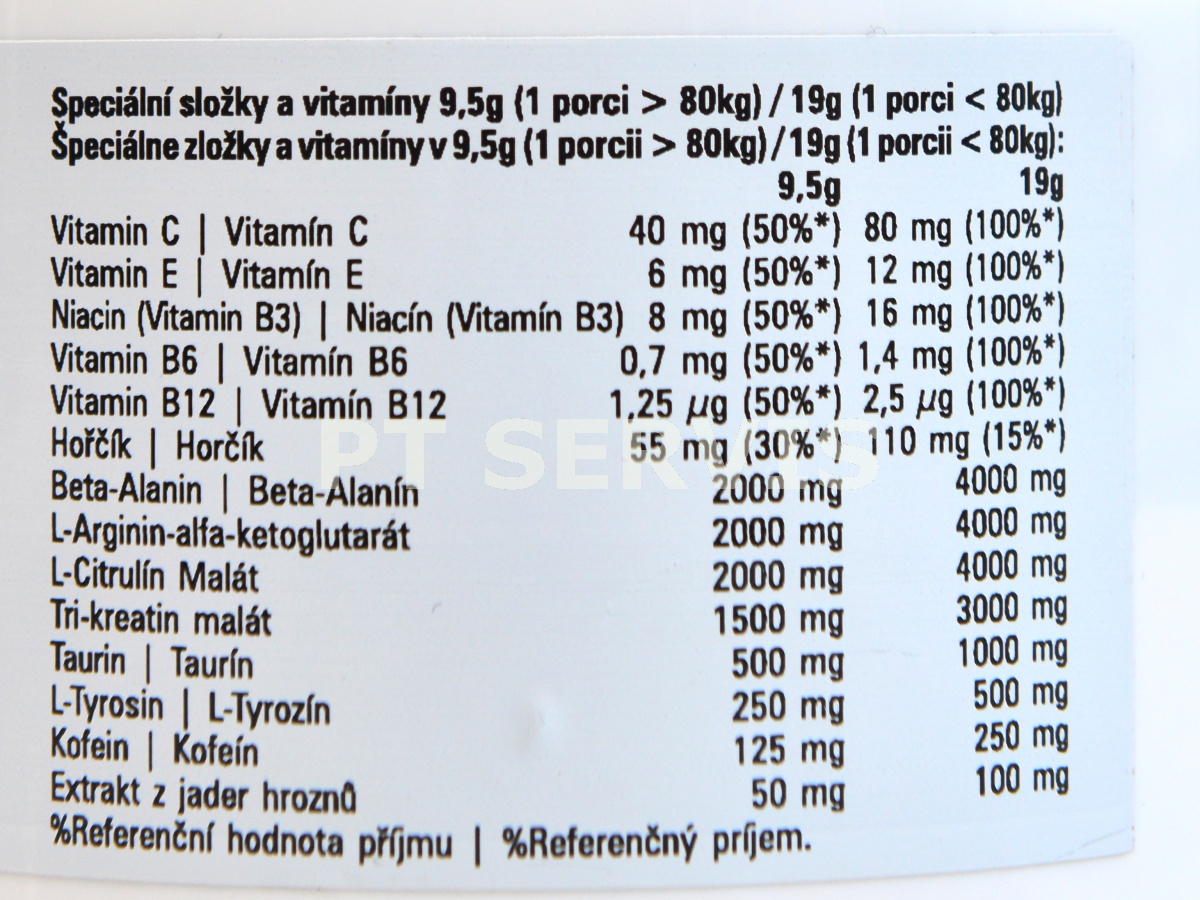 Speciální složky a vitamíny 9,5g (1 porci > 80kg) / 19g (1 porci < 80kg)
Špeciálne zložky a vitamíny v 9,5g (1 porcii > 80kg) / 19g (1 porcii < 80kg):
9,5g 19g
Vitamin C | Vitamín C 40 mg (50%*) 80 mg (100%*)
Vitamin E | Vitamín E 6 mg (50%*) 12 mg (100%*)
Niacin (Vitamin B3) | Niacín (Vitamín B3) 8 mg (50%*) 16 mg (100%*)
Vitamin B6 | Vitamín B6 0,7 mg (50%*) 1,4 mg (100%*)
Vitamin B12 | Vitamín B12 1,25 µg (50%*) 2,5 µg (100%*)
Hořčík | Horčík 55 mg (30%*) 110 mg (15%*)
PT SERVIS
Beta-Alanin | Beta-Alanín 2000 mg 4000 mg
L-Arginin-alfa-ketoglutarát 2000 mg 4000 mg
L-Citrulín Malát 2000 mg 4000 mg
Tri-kreatin malát 1500 mg 3000 mg
Taurin | Taurín 500 mg 1000 mg
L-Tyrosin | L-Tyrozín 250 mg 500 mg
Kofein | Kofeín 125 mg 250 mg
Extrakt z jader hroznů 50 mg 100 mg
%Referenční hodnota příjmu | %Referenčný príjem.